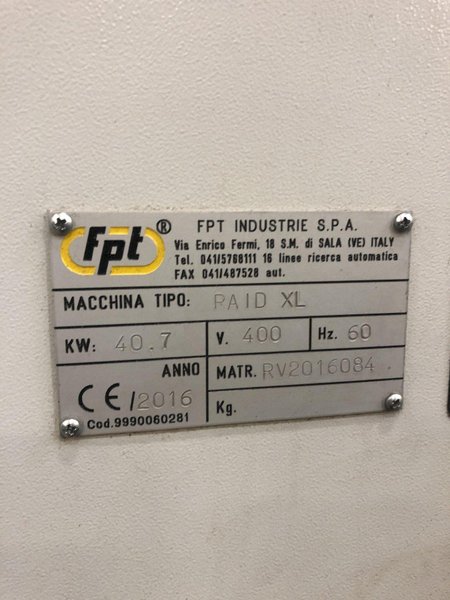 fpt® FPT INDUSTRIE S.P.A.
Via Enrico Fermi, 18 S.M. di SALA (VE) ITALY
Tel. 041/5768111 16 linee ricerca automatica
FAX 041/487528 aut.
MACCHINA TIPO: RAID XL
KW: 40.7 V. 400 Hz. 60
ANNO
CE/2016
MATR. RV2016084
Cod.9990060281
Kg.